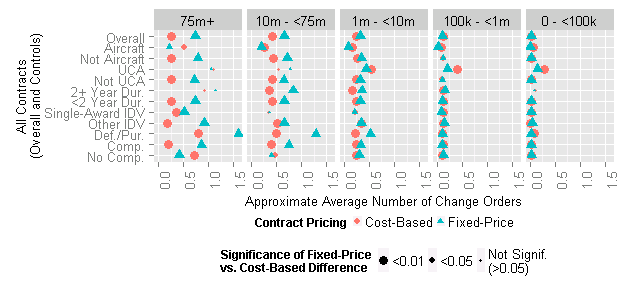 75m+ 10m - <75m 1m - <10m 100k - <1m 0 - <100k
All Contracts
(Overall and Controls)
Overall
Aircraft
Not Aircraft
UCA
Not UCA
2+ Year Dur.
<2 Year Dur.
Single-Award IDV
Other IDV
Def./Pur.
Comp.
No Comp.
0.0 0.5 1.0 1.5 0.0 0.5 1.0 1.5 0.0 0.5 1.0 1.5 0.0 0.5 1.0 1.5 0.0 0.5 1.0 1.5
Approximate Average Number of Change Orders
Contract Pricing Cost-Based Fixed-Price
Significance of Fixed-Price
vs. Cost-Based Difference
<0.01 <0.05 Not Signif.
(>0.05)